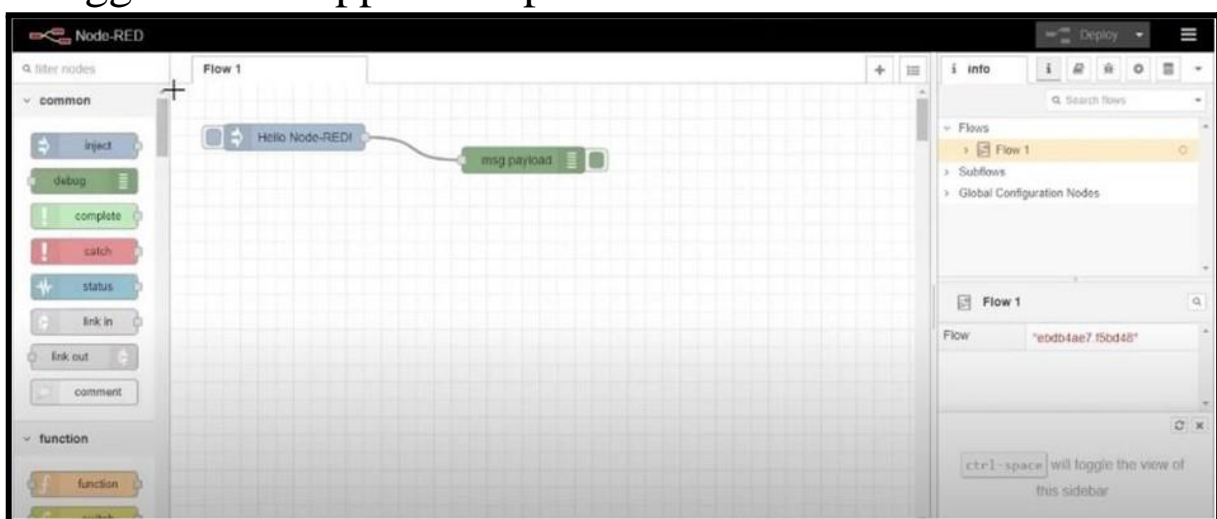 Node-RED
Deploy
filter nodes
common
inject
debug
complete
catch
status
link in
link out
comment
function
function
Flow 1
Hello Node-RED!
msg.payload
i info
i
Search flows
Flows
Flow 1
Subflows
Global Configuration Nodes
Flow 1
Flow "ebdb4ae7.f5bd48"
ctrl-space will toggle the view of
this sidebar